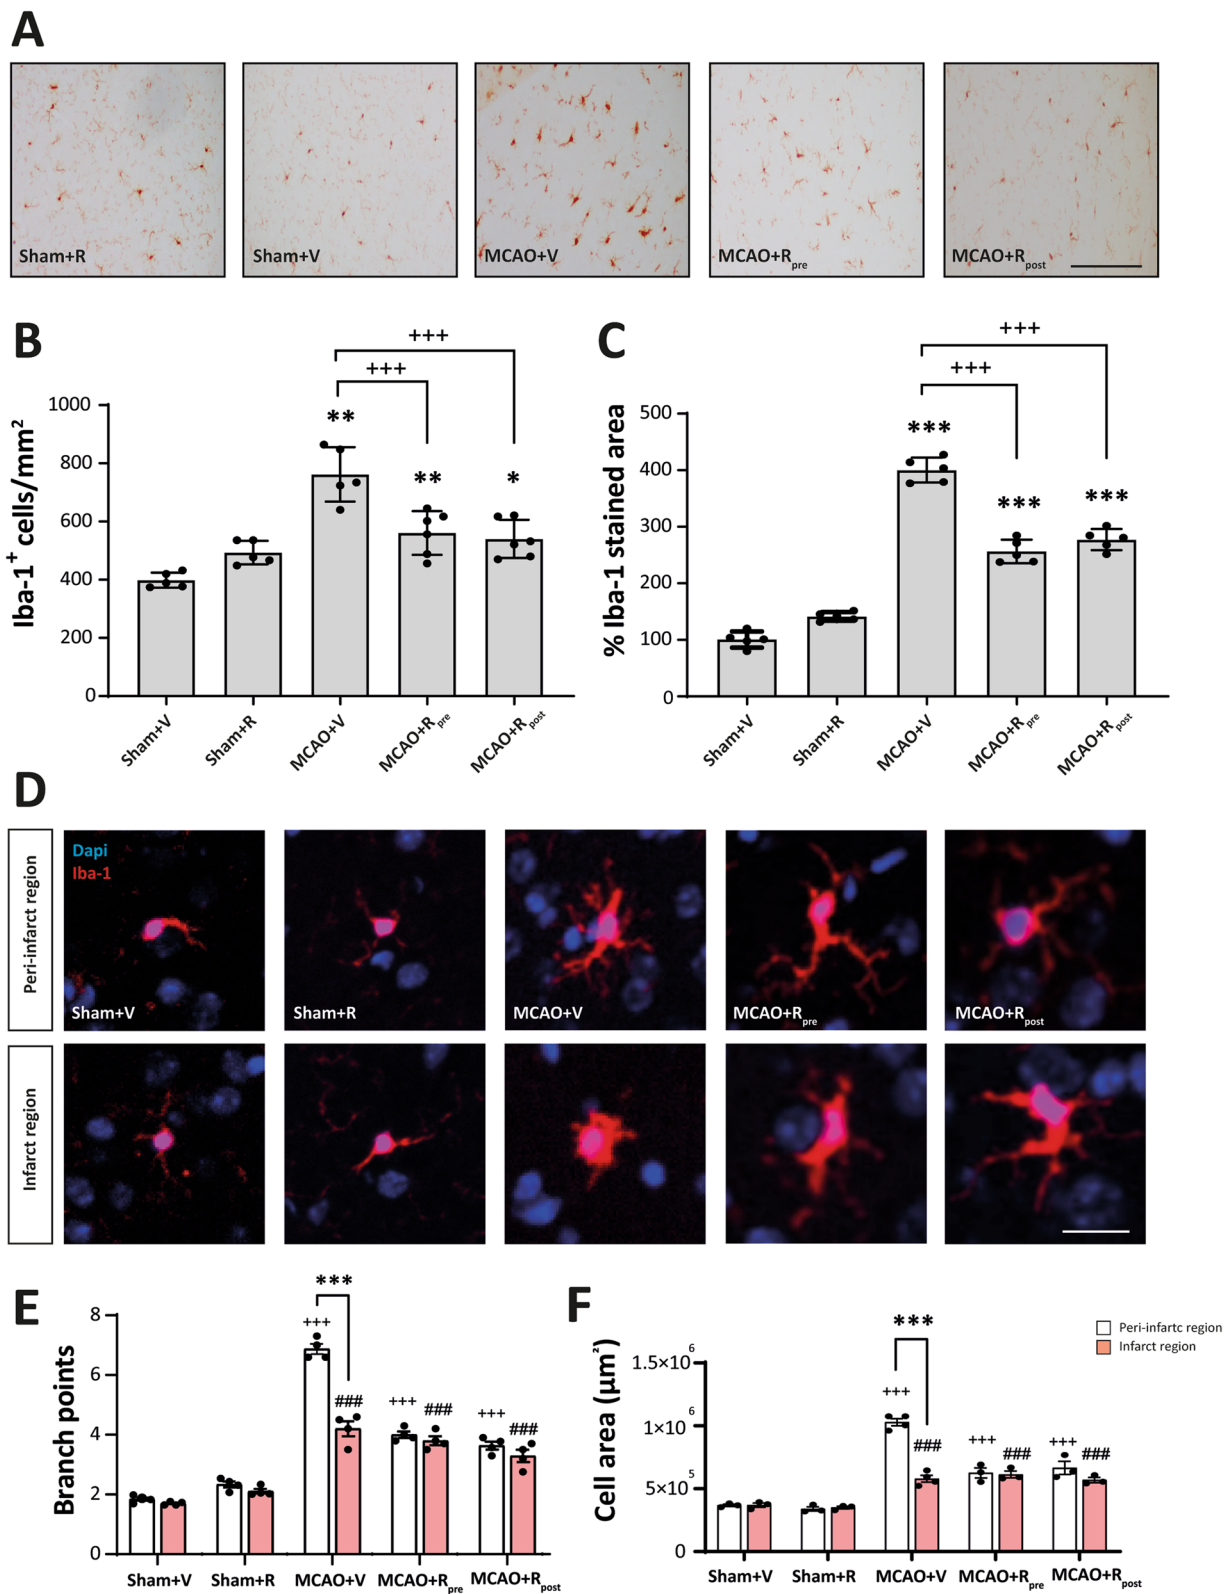 A
Sham+R
Sham+V
MCAO+V
MCAO+Rpre
MCAO+Rpost
B
+++
+++
**
**
*
Iba-1+ cells/mm²
1000
800
600
400
200
0
Sham+V
Sham+R
MCAO+V
MCAO+Rpre
MCAO+Rpost
C
+++
+++
***
***
***
% Iba-1 stained area
500
400
300
200
100
0
Sham+V
Sham+R
MCAO+V
MCAO+Rpre
MCAO+Rpost
D
Peri-infarct region
Dapi
Iba-1
Sham+V
Sham+R
MCAO+V
MCAO+Rpre
MCAO+Rpost
Infarct region
E
***
+++
###
+++
###
+++
###
Branch points
8
6
4
2
0
Sham+V
Sham+R
MCAO+V
MCAO+Rpre
MCAO+Rpost
F
***
+++
###
+++
###
+++
###
Cell area (µm²)
1.5×10⁶
1×10⁶
5×10⁵
0
Sham+V
Sham+R
MCAO+V
MCAO+Rpre
MCAO+Rpost
Peri-infartc region
Infarct region